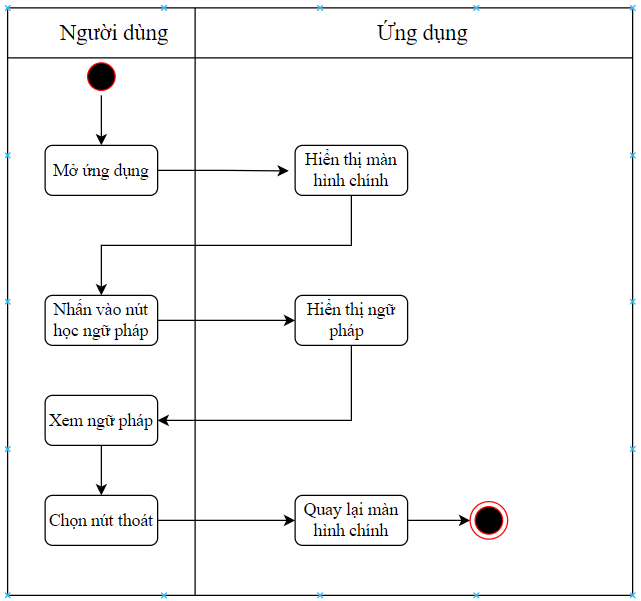 Người dùng
Ứng dụng
Mở ứng dụng
Hiển thị màn
hình chính
Nhấn vào nút
học ngữ pháp
Hiển thị ngữ
pháp
Xem ngữ pháp
Chọn nút thoát
Quay lại màn
hình chính